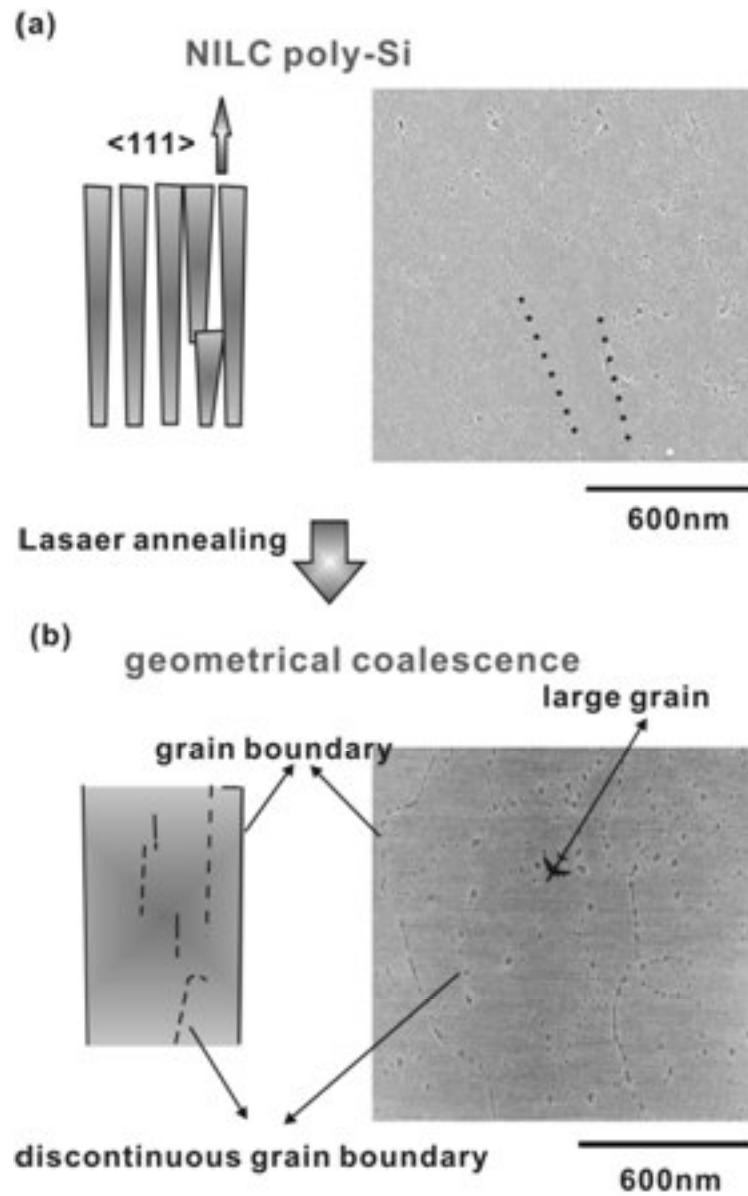 (a)
NILC poly-Si
<111>
600nm
Lasaer annealing
(b)
geometrical coalescence
large grain
grain boundary
discontinuous grain boundary
600nm